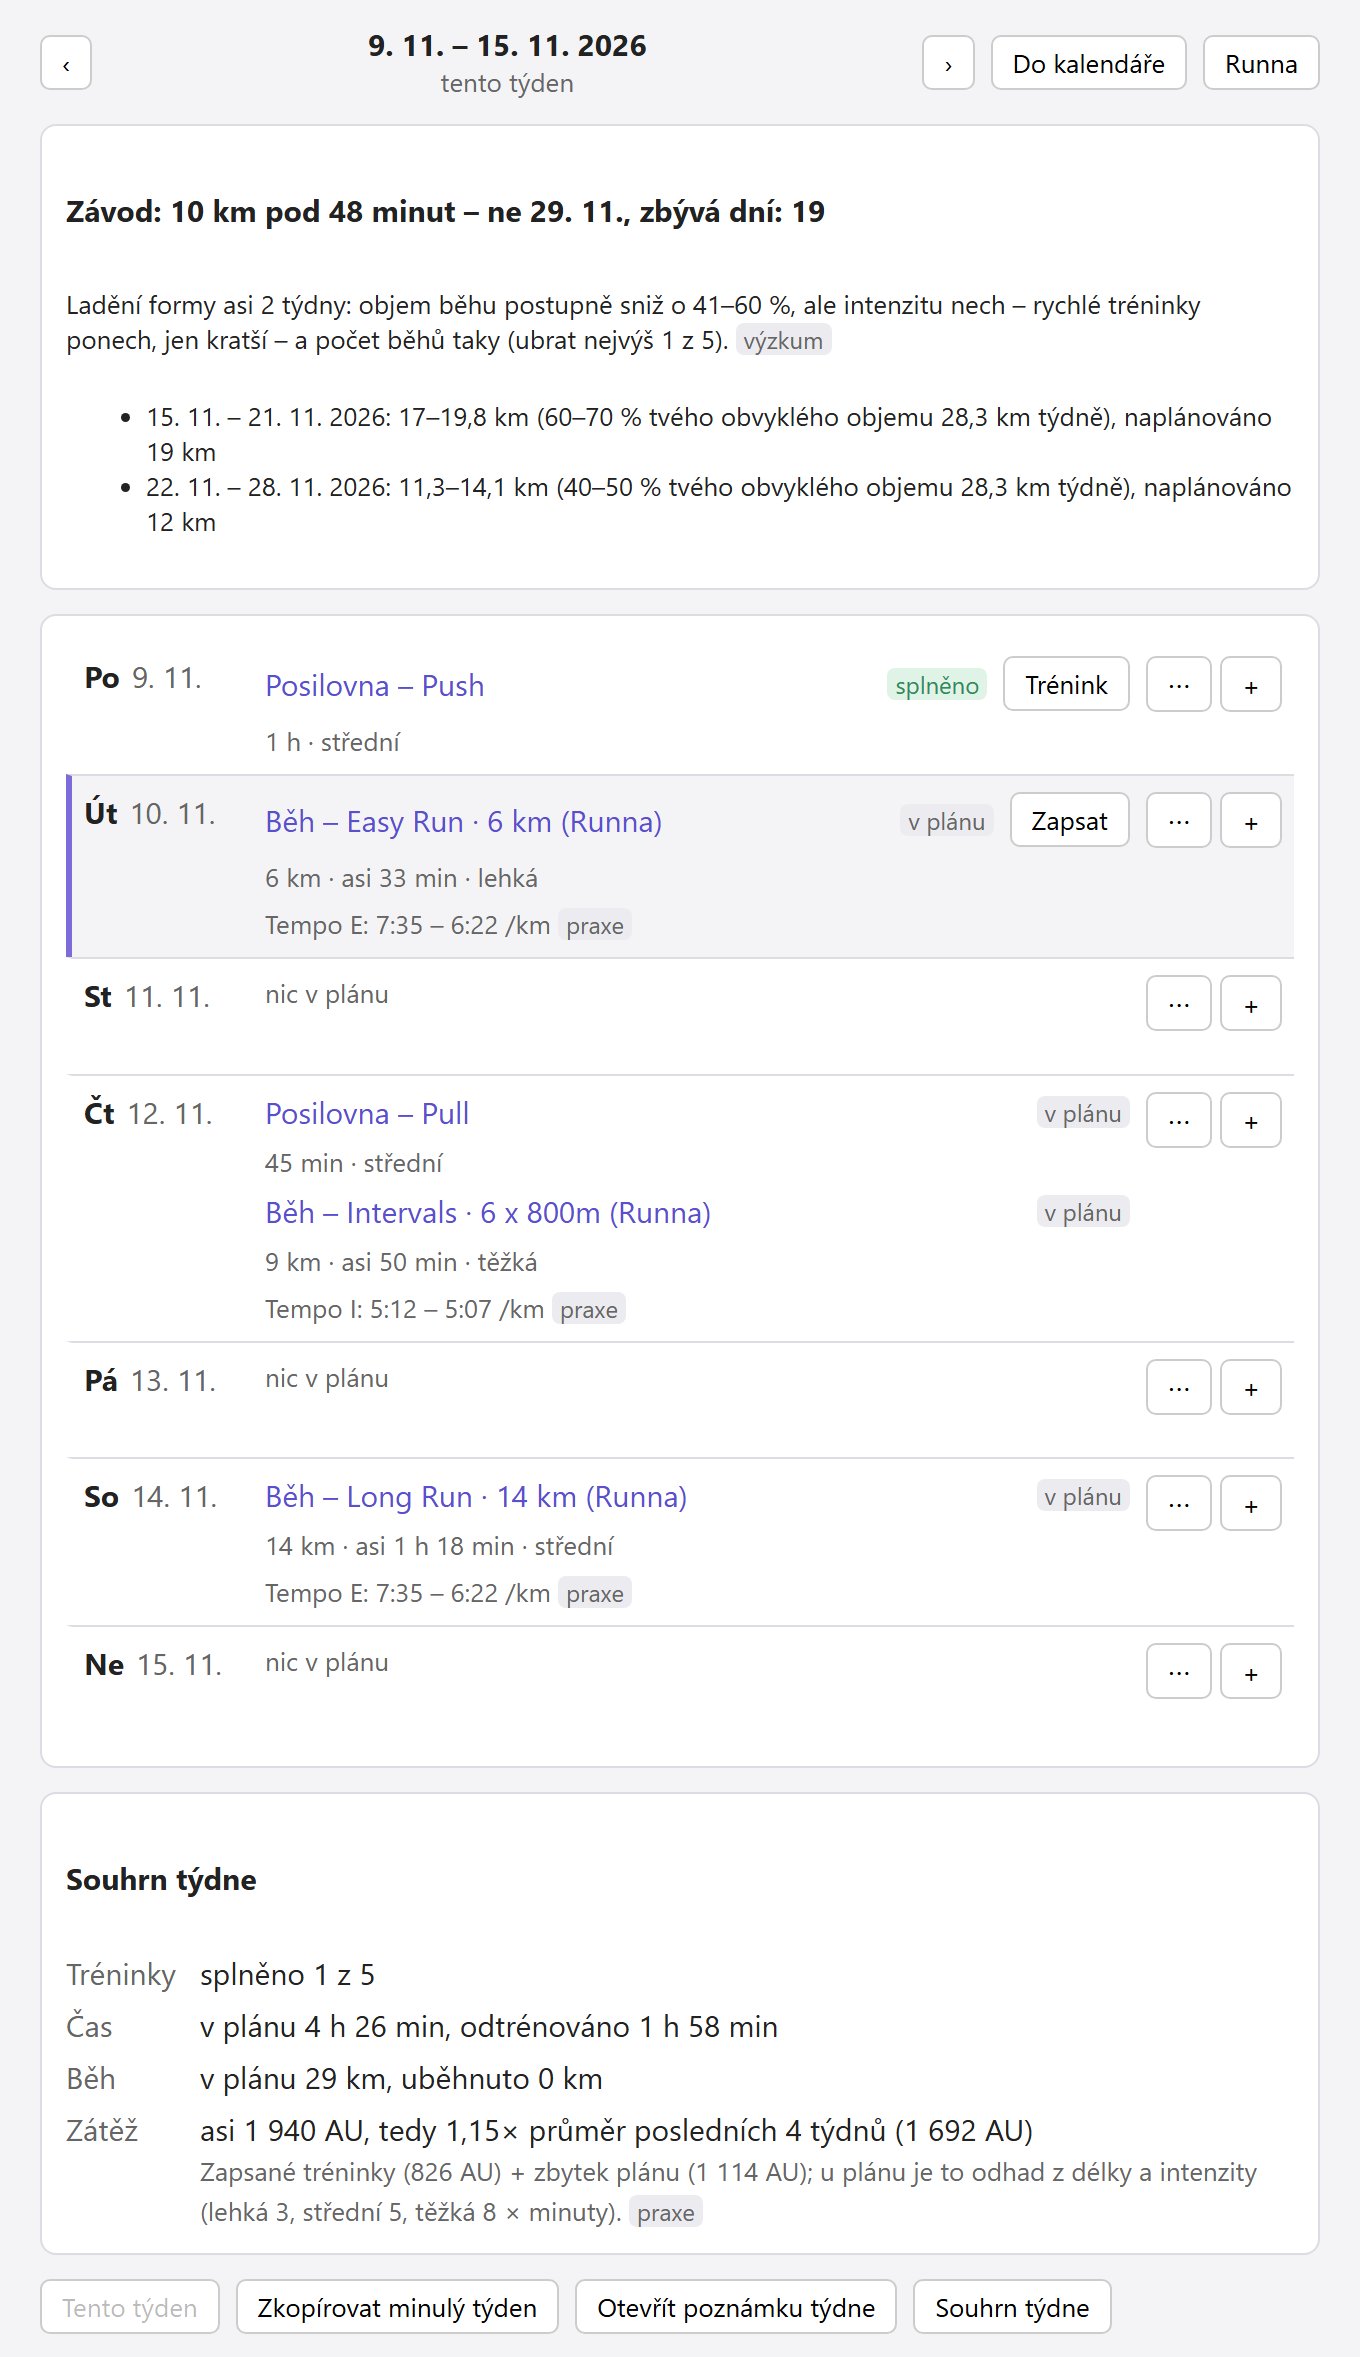 ‹
9. 11. – 15. 11. 2026
tento týden
›
Do kalendáře
Runna
Závod: 10 km pod 48 minut – ne 29. 11., zbývá dní: 19
Ladění formy asi 2 týdny: objem běhu postupně sniž o 41–60 %, ale intenzitu nech – rychlé tréninky
ponech, jen kratší – a počet běhů taky (ubrat nejvýš 1 z 5). výzkum
• 15. 11. – 21. 11. 2026: 17–19,8 km (60–70 % tvého obvyklého objemu 28,3 km týdně), naplánováno
19 km
• 22. 11. – 28. 11. 2026: 11,3–14,1 km (40–50 % tvého obvyklého objemu 28,3 km týdně), naplánováno
12 km
Po 9. 11. Posilovna – Push splněno Trénink ··· +
1 h · střední
Út 10. 11. Běh – Easy Run · 6 km (Runna) v plánu Zapsat ··· +
6 km · asi 33 min · lehká
Tempo E: 7:35 – 6:22 /km praxe
St 11. 11. nic v plánu ··· +
Čt 12. 11. Posilovna – Pull v plánu ··· +
45 min · střední
Běh – Intervals · 6 x 800m (Runna) v plánu
9 km · asi 50 min · těžká
Tempo I: 5:12 – 5:07 /km praxe
Pá 13. 11. nic v plánu ··· +
So 14. 11. Běh – Long Run · 14 km (Runna) v plánu ··· +
14 km · asi 1 h 18 min · střední
Tempo E: 7:35 – 6:22 /km praxe
Ne 15. 11. nic v plánu ··· +
Souhrn týdne
Tréninky splněno 1 z 5
Čas v plánu 4 h 26 min, odtrénováno 1 h 58 min
Běh v plánu 29 km, uběhnuto 0 km
Zátěž asi 1 940 AU, tedy 1,15× průměr posledních 4 týdnů (1 692 AU)
Zapsané tréninky (826 AU) + zbytek plánu (1 114 AU); u plánu je to odhad z délky a intenzity
(lehká 3, střední 5, těžká 8 × minuty). praxe
Tento týden
Zkopírovat minulý týden
Otevřít poznámku týdne
Souhrn týdne